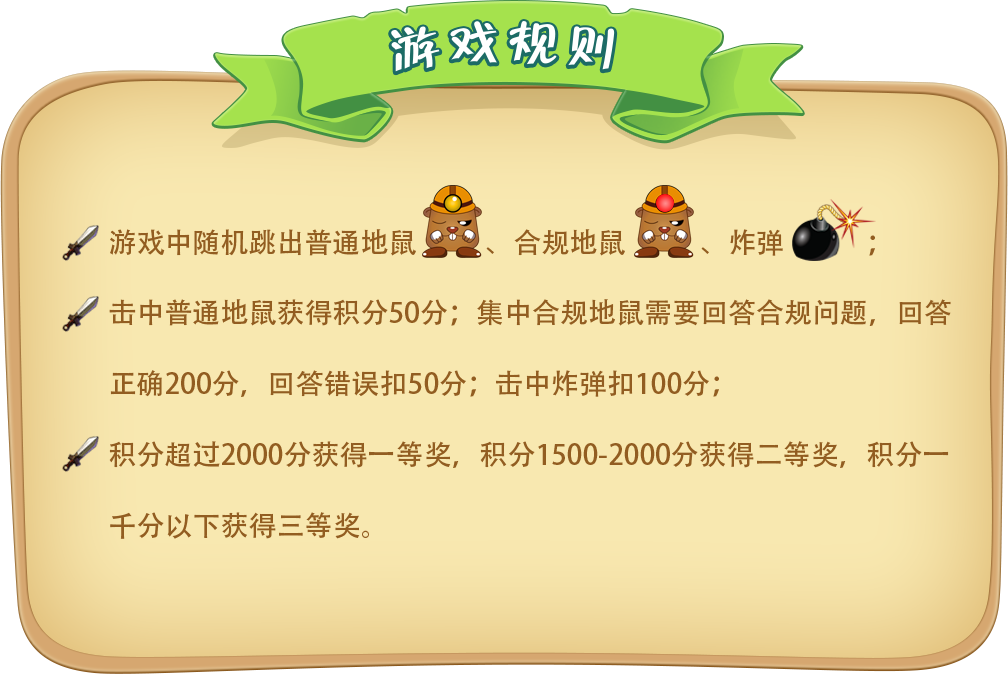 游戏规则
游戏中随机跳出普通地鼠、合规地鼠、炸弹；
击中普通地鼠获得积分50分；集中合规地鼠需要回答合规问题，回答
正确200分，回答错误扣50分；击中炸弹扣100分；
积分超过2000分获得一等奖，积分1500-2000分获得二等奖，积分一
千分以下获得三等奖。